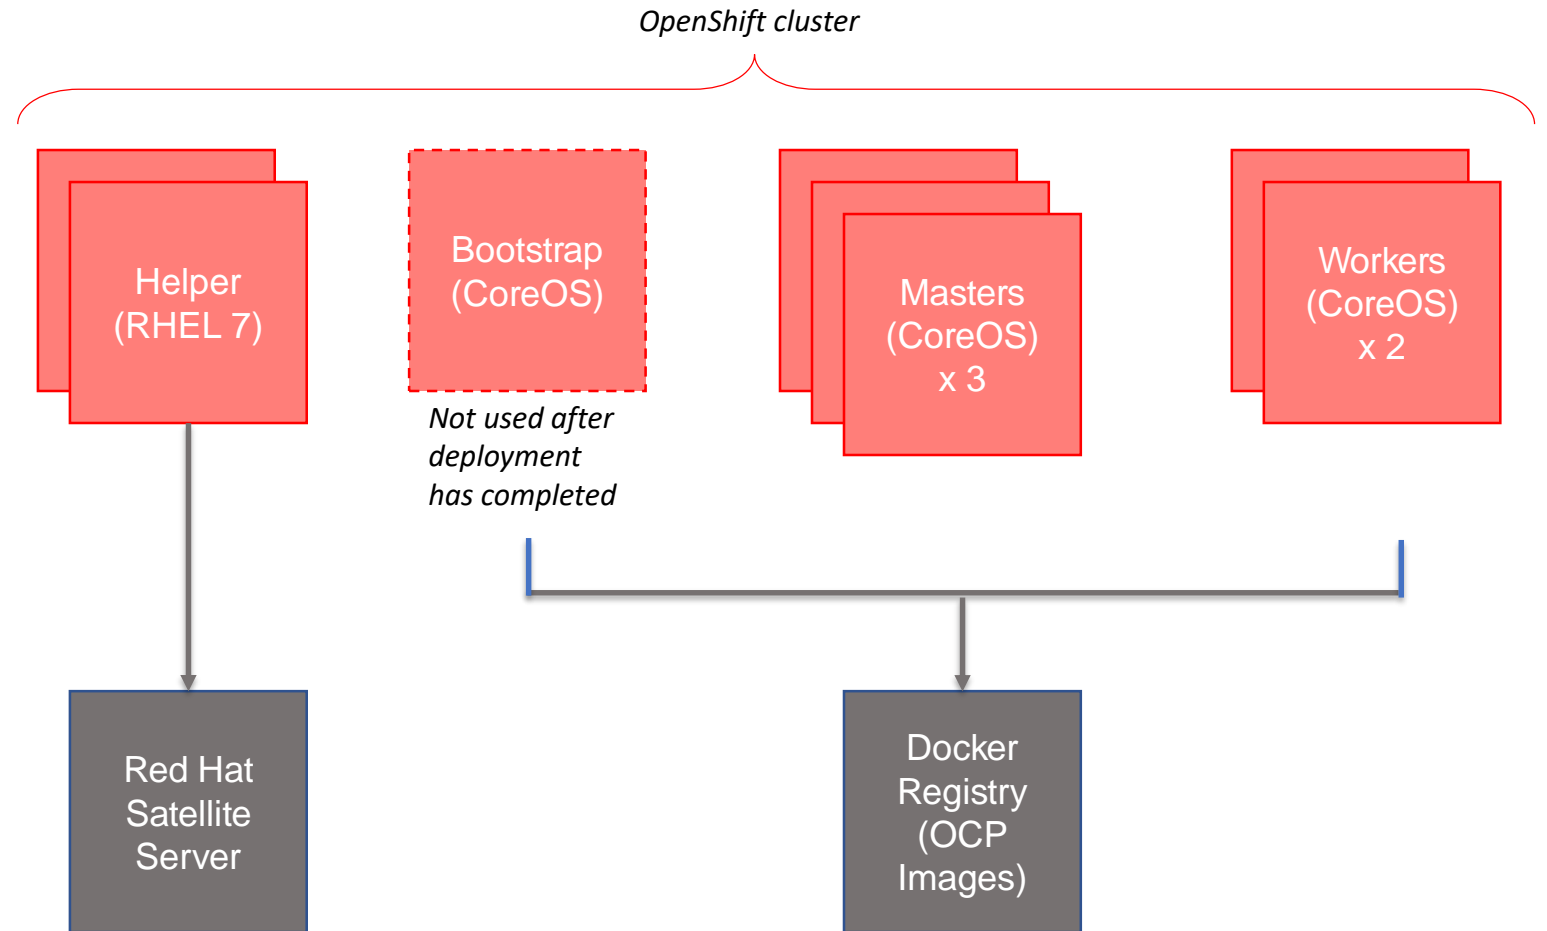 OpenShift cluster
Helper
(RHEL 7)
Bootstrap
(CoreOS)
Not used after
deployment
has completed
Masters
(CoreOS)
x 3
Workers
(CoreOS)
x 2
Red Hat
Satellite
Server
Docker
Registry
(OCP
Images)